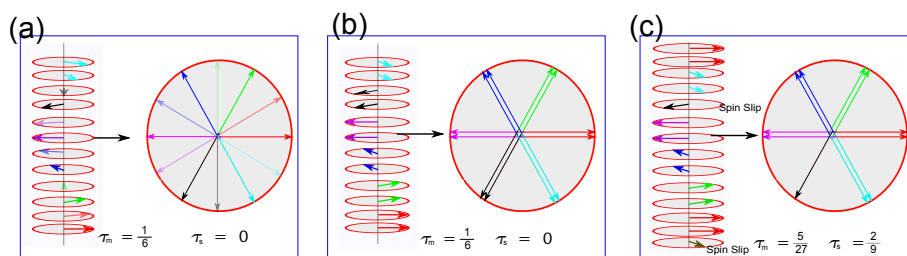 (a)
τₘ = 1/6 τₛ = 0
(b)
τₘ = 1/6 τₛ = 0
(c)
Spin Slip
Spin Slip τₘ = 5/27 τₛ = 2/9